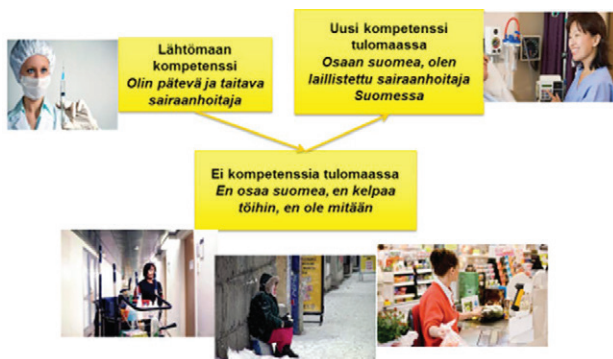 Lähtömaan
kompetenssi
Olin pätevä ja taitava
sairaanhoitaja
Uusi kompetenssi
tulomaassa
Osaan suomea, olen
laillistettu sairaanhoitaja
Suomessa
Ei kompetenssia tulomaassa
En osaa suomea, en kelpaa
töihin, en ole mitään